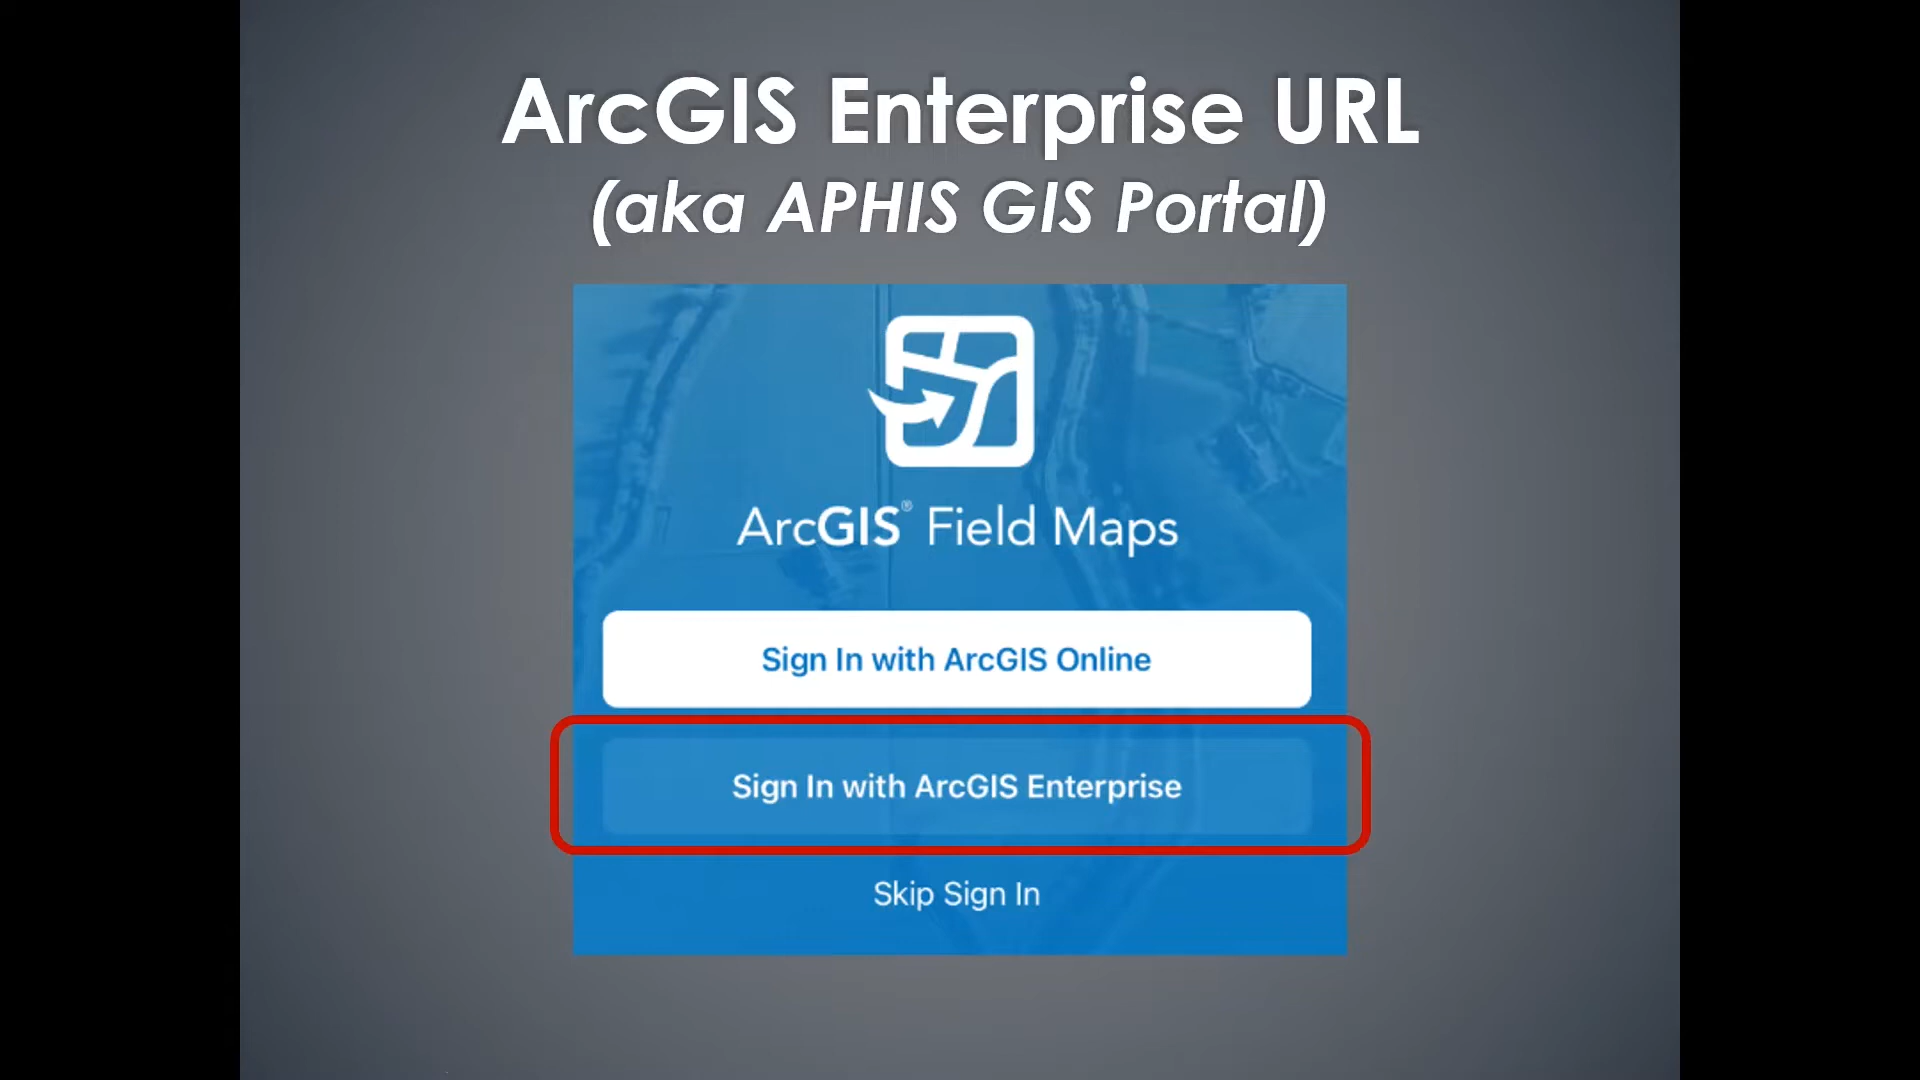 ArcGIS Enterprise URL
(aka APHIS GIS Portal)
ArcGIS® Field Maps
Sign In with ArcGIS Online
Sign In with ArcGIS Enterprise
Skip Sign In